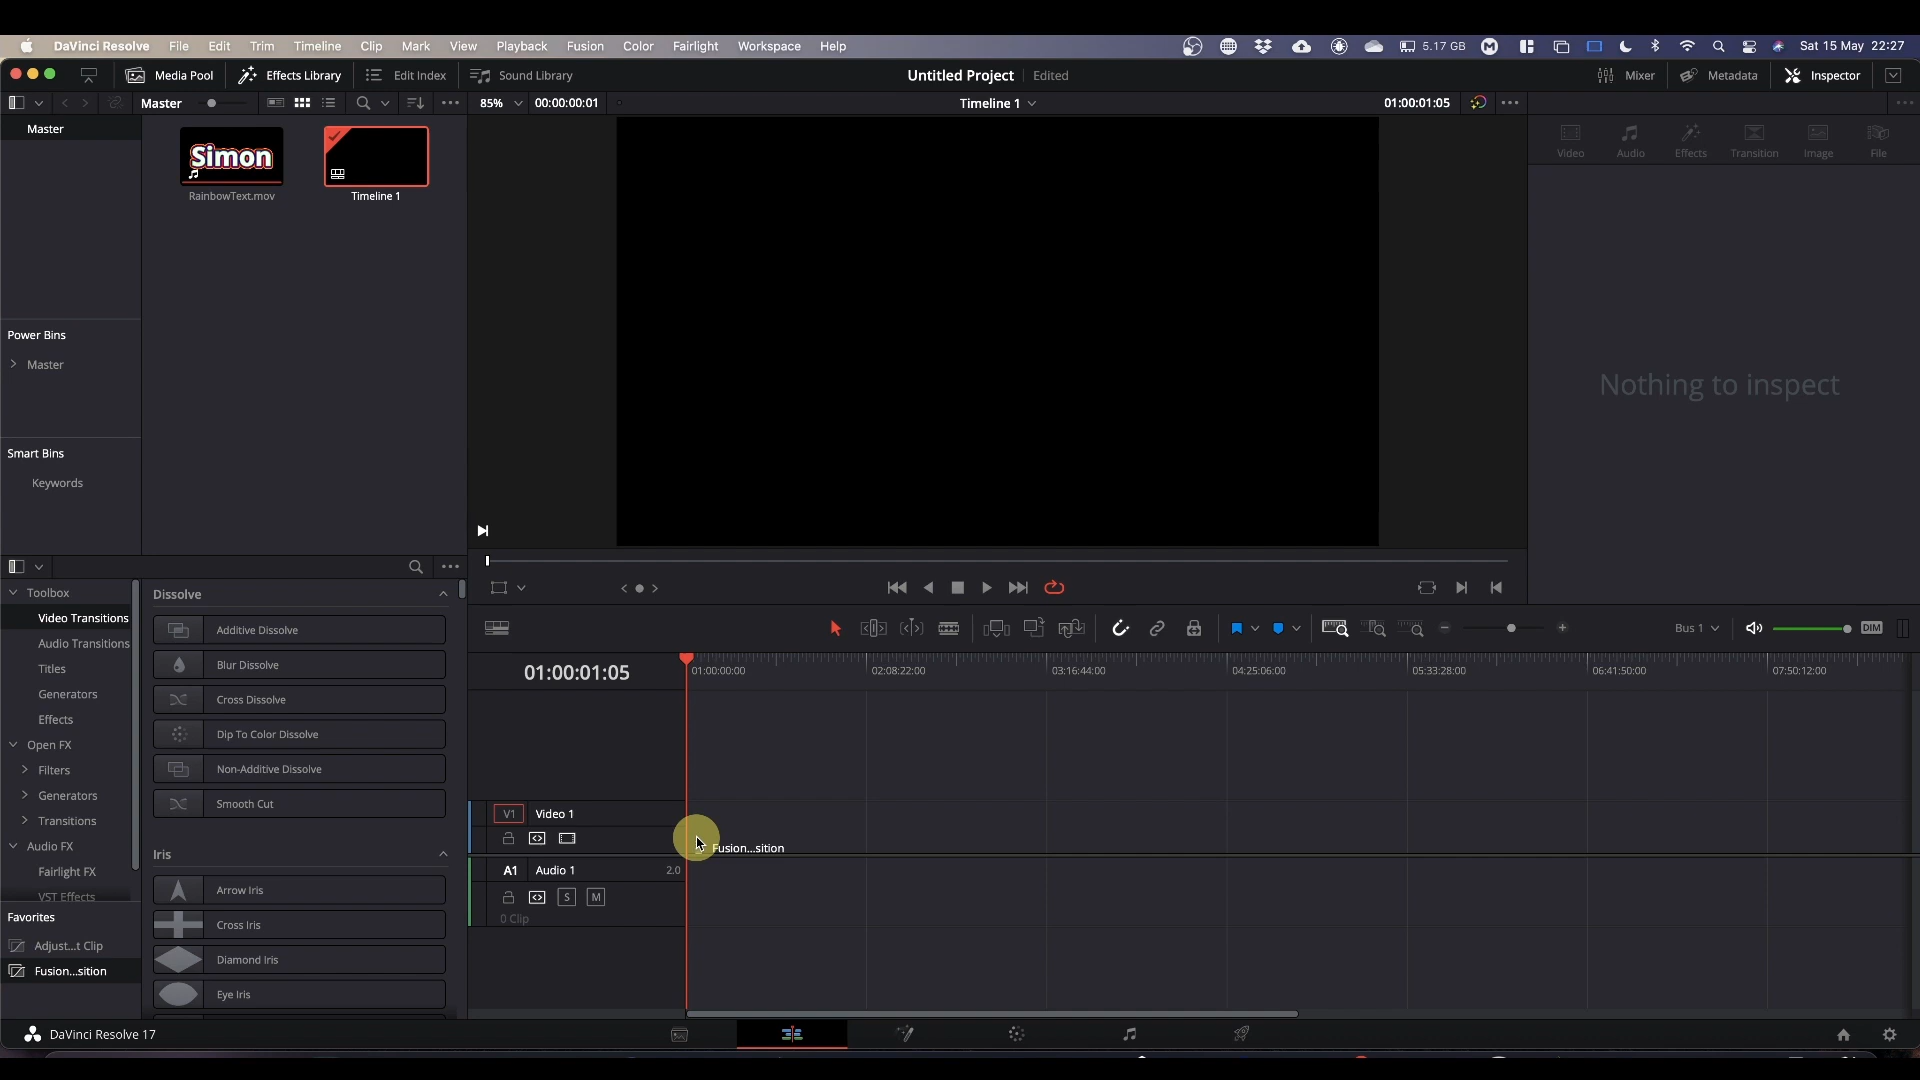 DaVinci Resolve File Edit Trim Timeline Clip Mark View Playback Fusion Color Fairlight Workspace Help 5.17 GB Sat 15 May 22:27
Media Pool Effects Library Edit Index Sound Library Untitled Project Edited Mixer Metadata Inspector
Master 85% 00:00:00:01 Timeline 1 01:00:01:05
Master
Simon
RainbowText.mov Timeline 1
Video Audio Effects Transition Image File
Power Bins
Master
Nothing to inspect
Smart Bins
Keywords
Toolbox
Video Transitions
Audio Transitions
Titles
Generators
Effects
Open FX
Filters
Generators
Transitions
Audio FX
Fairlight FX
VST Effects
Favorites
Adjust...t Clip
Fusion...sition
Dissolve
Additive Dissolve
Blur Dissolve
Cross Dissolve
Dip To Color Dissolve
Non-Additive Dissolve
Smooth Cut
Iris
Arrow Iris
Cross Iris
Diamond Iris
Eye Iris
Bus 1 DIM
01:00:01:05 01:00:00:00 02:08:22:00 03:16:44:00 04:25:06:00 05:33:28:00 06:41:50:00 07:50:12:00
V1 Video 1
Fusion...sition
A1 Audio 1 2.0
S M
0 Clip
DaVinci Resolve 17